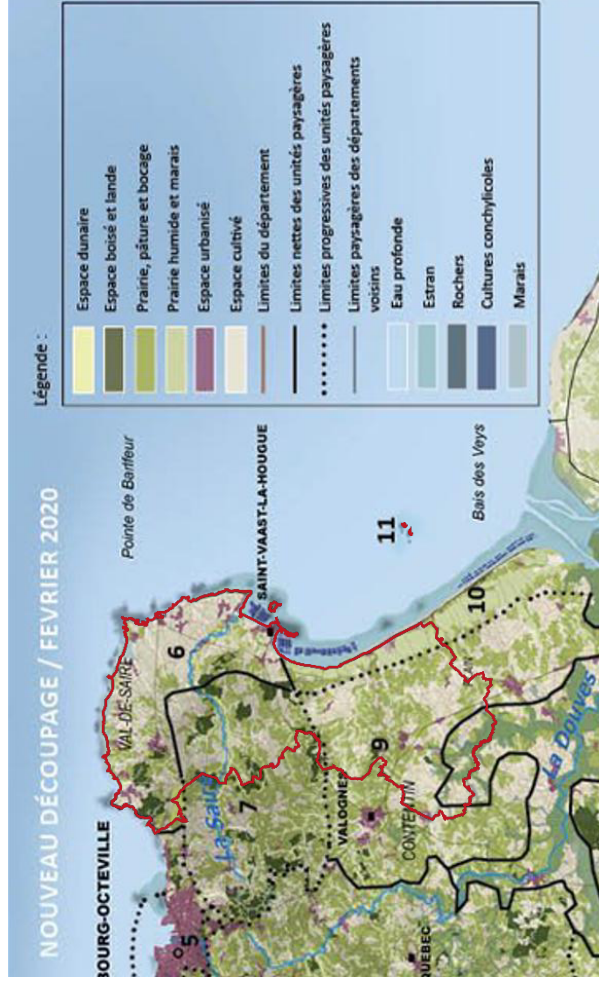 NOUVEAU DÉCOUPAGE / FEVRIER 2020
Légende :
Espace dunaire
Espace boisé et lande
Prairie, pâture et bocage
Prairie humide et marais
Espace urbanisé
Espace cultivé
Limites du département
Limites nettes des unités paysagères
Limites progressives des unités paysagères
Limites paysagères des départements
voisins
Eau profonde
Estran
Rochers
Cultures conchylicoles
Marais
BOURG-OCTEVILLE
Pointe de Barfleur
VAL-DE-SAIRE
SAINT-VAAST-LA-HOUGUE
5
6
7
La Saire
VALOGNES
9
COTENTIN
10
11
Baie des Veys
La Douves
QUEBEC